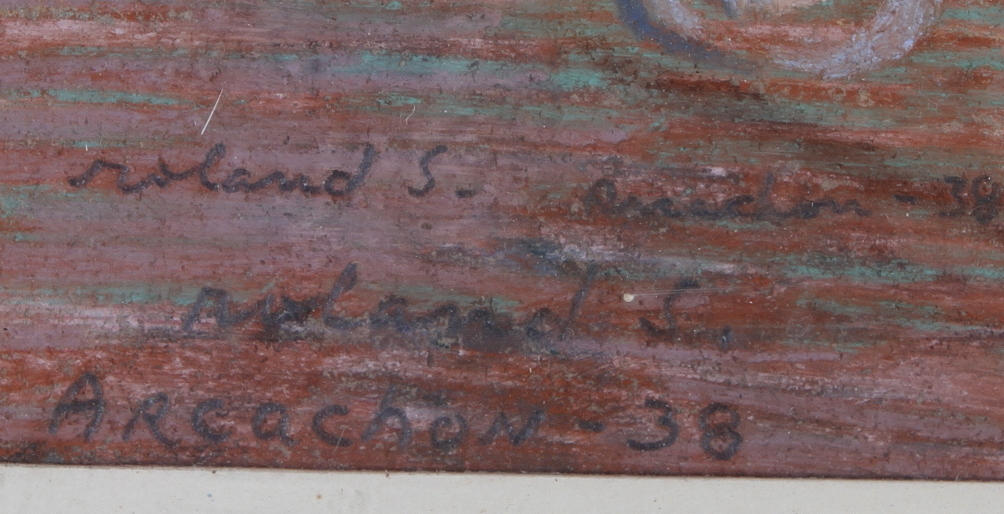 roland S. arcachon - 38
roland S.
Arcachon - 38